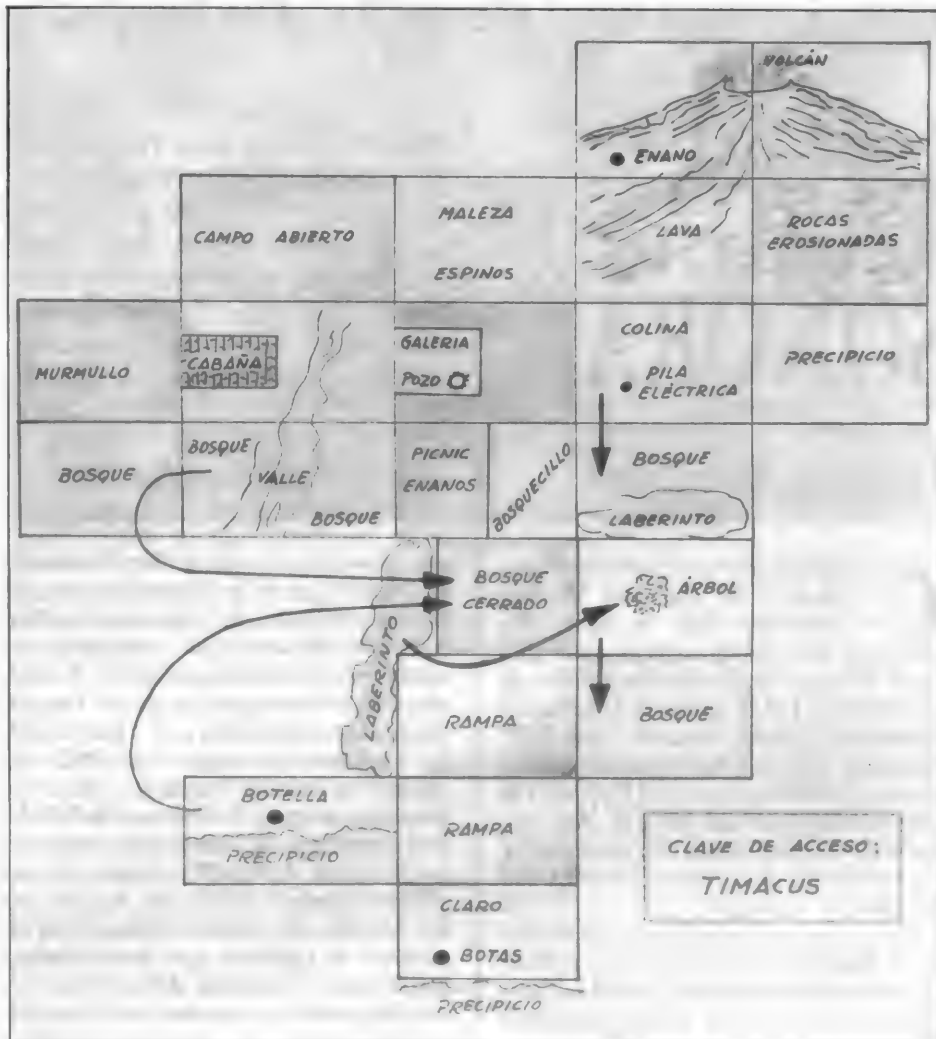 VOLCÁN
ENANO
CAMPO ABIERTO
MALEZA
ESPINOS
LAVA
ROCAS
EROSIONADAS
MURMULLO
CABAÑA
GALERIA
POZO
COLINA
PILA
ELÉCTRICA
PRECIPICIO
BOSQUE
BOSQUE
VALLE
BOSQUE
PICNIC
ENANOS
BOSQUECILLO
BOSQUE
LABERINTO
LABERINTO
BOSQUE
CERRADO
ÁRBOL
RAMPA
BOSQUE
BOTELLA
PRECIPICIO
RAMPA
CLAVE DE ACCESO:
TIMACUS
CLARO
BOTAS
PRECIPICIO